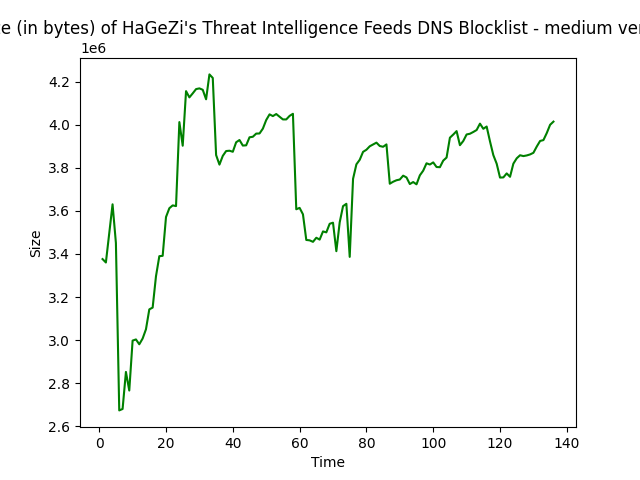 e (in bytes) of HaGeZi's Threat Intelligence Feeds DNS Blocklist - medium ver
1e6
4.2
4.0
3.8
3.6
3.4
3.2
3.0
2.8
2.6
Size
0 20 40 60 80 100 120 140
Time